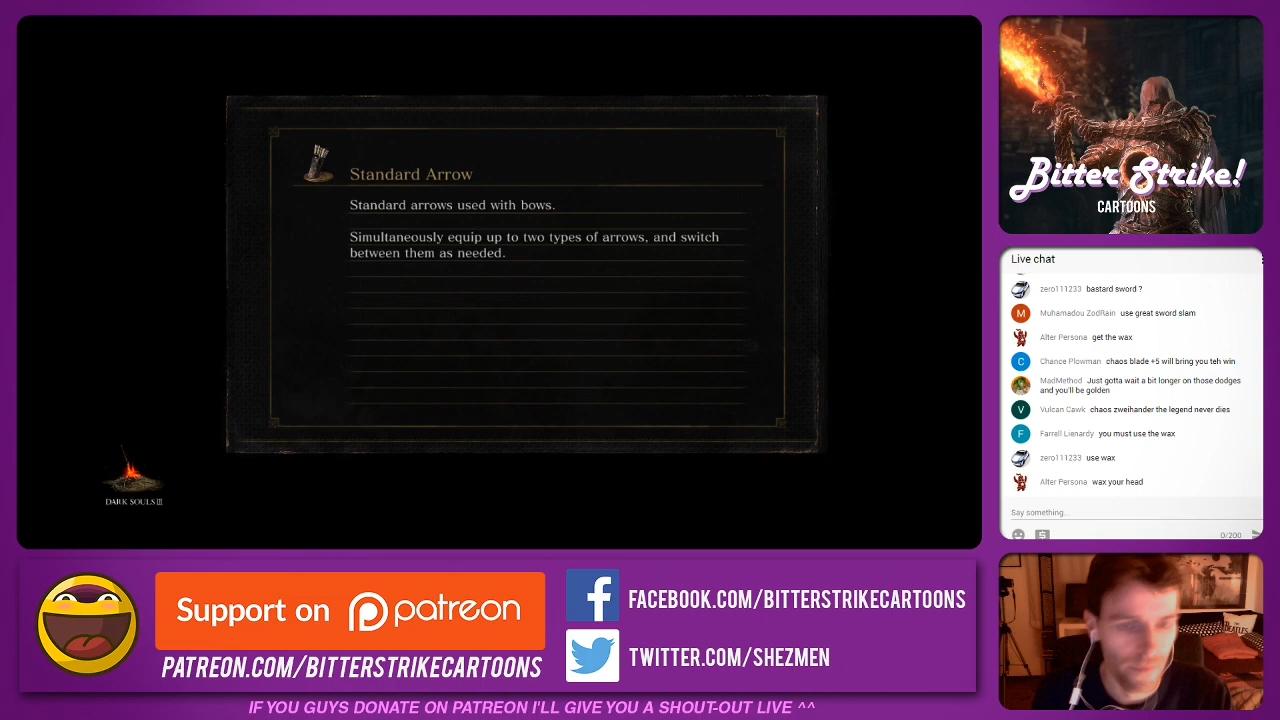 Standard Arrow
Standard arrows used with bows.
Simultaneously equip up to two types of arrows, and switch
between them as needed.
DARK SOULS III
Bitter Strike!
CARTOONS
Live chat
zero111233 bastard sword ?
Muhamadou ZodRain use great sword slam
Alter Persona get the wax
Chance Plowman chaos blade +5 will bring you teh win
MadMethod Just gotta wait a bit longer on those dodges
and you'll be golden
Vulcan Cawk chaos zweihander the legend never dies
Farrell Lienardy you must use the wax
zero111233 use wax
Alter Persona wax your head
Say something...
0/200
Support on patreon
PATREON.COM/BITTERSTRIKECARTOONS
FACEBOOK.COM/BITTERSTRIKECARTOONS
TWITTER.COM/SHEZMEN
IF YOU GUYS DONATE ON PATREON I'LL GIVE YOU A SHOUT-OUT LIVE ^^